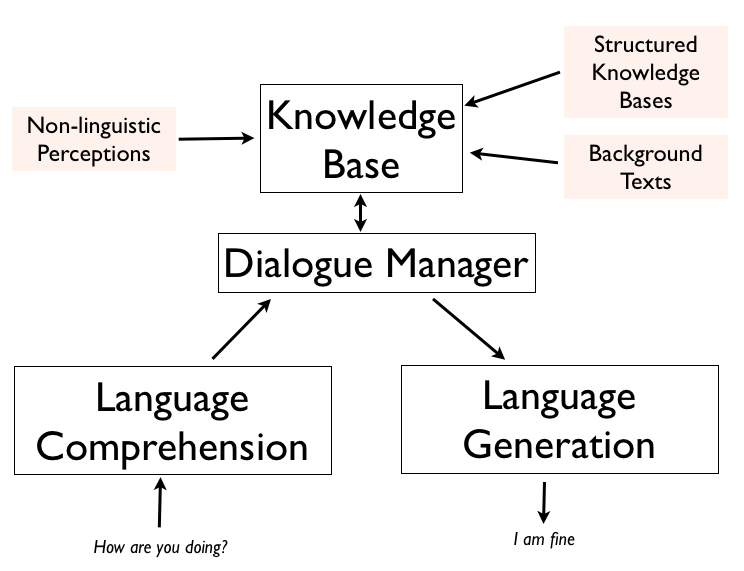 Structured
Knowledge
Bases
Knowledge
Base
Non-linguistic
Perceptions
Background
Texts
Dialogue Manager
Language
Comprehension
Language
Generation
How are you doing?
I am fine